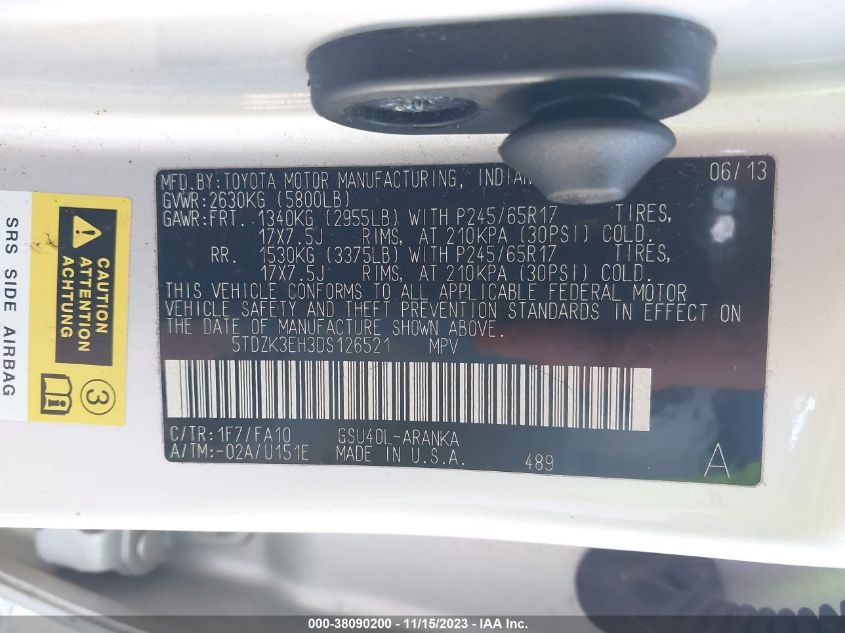 MFD.BY:TOYOTA MOTOR MANUFACTURING, INDIAN
06/13
GVWR:2630KG (5800LB)
GAWR:FRT. 1340KG (2955LB) WITH P245/65R17 TIRES,
17X7.5J RIMS, AT 210KPA (30PSI) COLD.
RR. 1530KG (3375LB) WITH P245/65R17 TIRES,
17X7.5J RIMS, AT 210KPA (30PSI) COLD.
THIS VEHICLE CONFORMS TO ALL APPLICABLE FEDERAL MOTOR
VEHICLE SAFETY AND THEFT PREVENTION STANDARDS IN EFFECT ON
THE DATE OF MANUFACTURE SHOWN ABOVE.
5TDZK3EH3DS126521 MPV
C/TR:1F7/FA10 GSU40L-ARANKA
A/TM:-02A/U151E MADE IN U.S.A. 489 A
SRS SIDE AIRBAG
CAUTION
ATTENTION
ACHTUNG
3
000-38090200 - 11/15/2023 - IAA Inc.